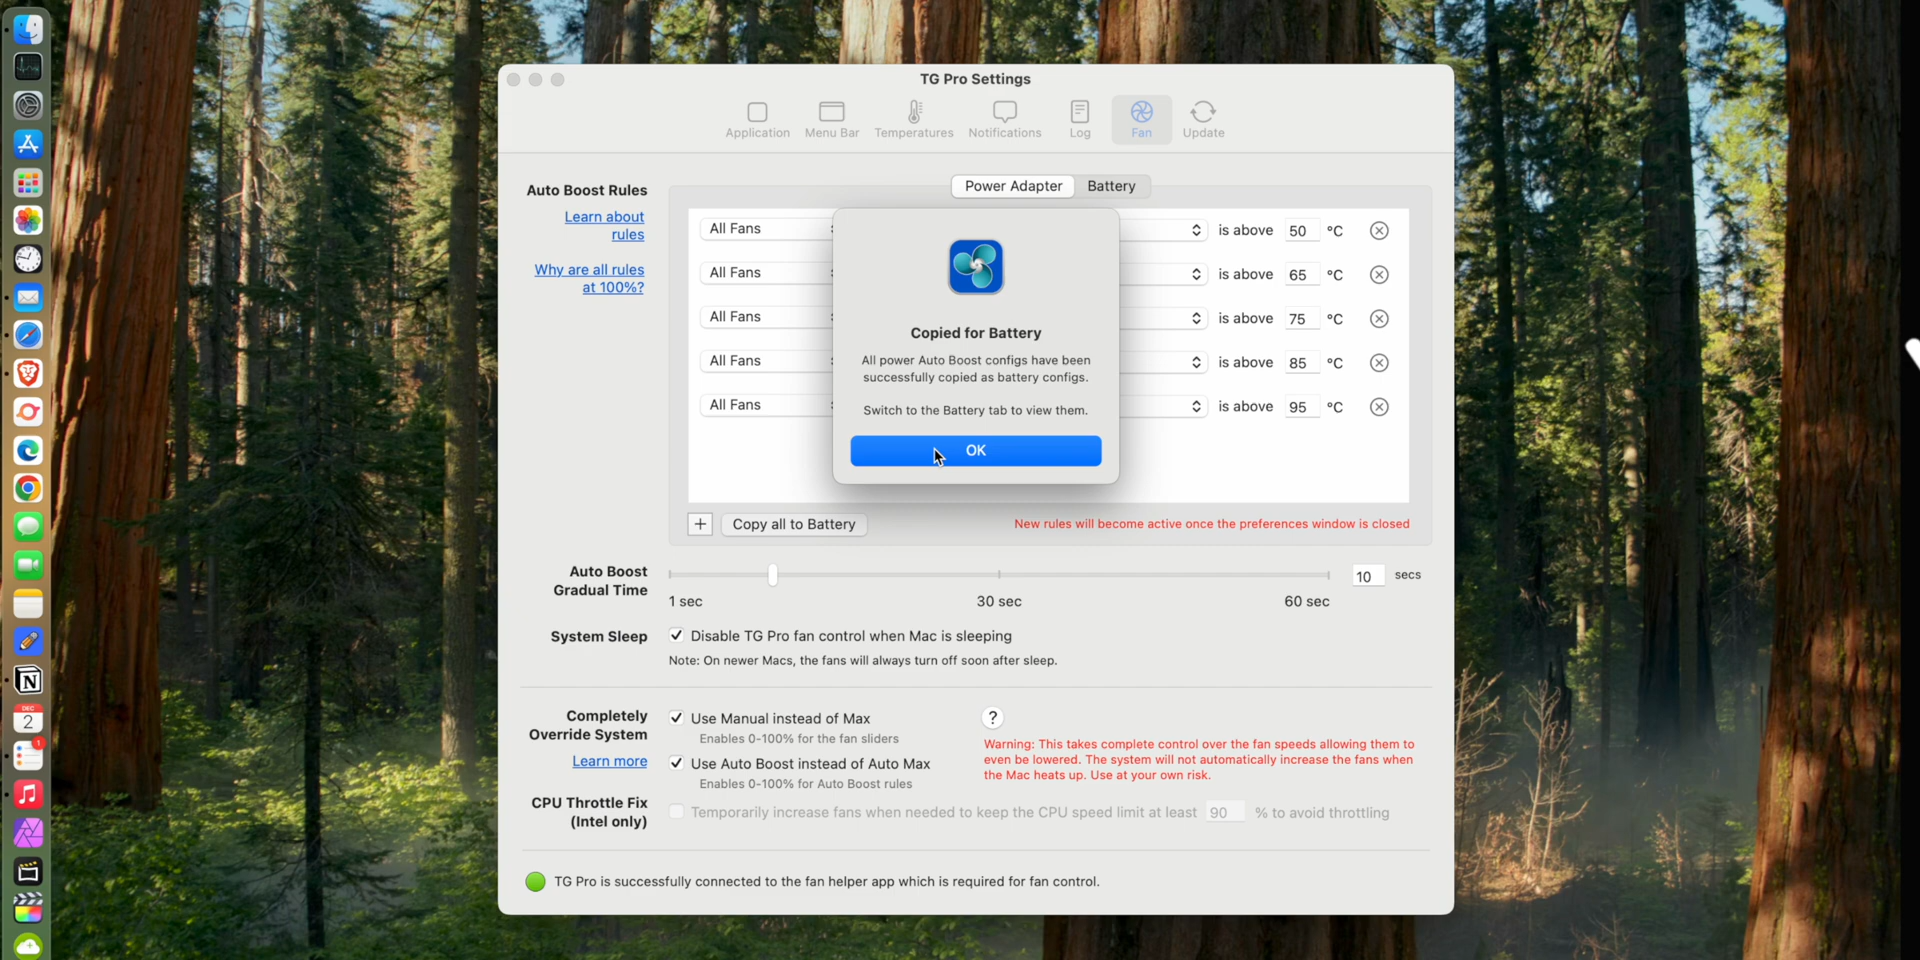 TG Pro Settings
Application Menu Bar Temperatures Notifications Log Fan Update
Auto Boost Rules
Learn about
rules
Why are all rules
at 100%?
Power Adapter Battery
All Fans is above 50 °C
All Fans is above 65 °C
All Fans is above 75 °C
All Fans is above 85 °C
All Fans is above 95 °C
Copied for Battery
All power Auto Boost configs have been
successfully copied as battery configs.
Switch to the Battery tab to view them.
OK
+ Copy all to Battery New rules will become active once the preferences window is closed
Auto Boost
Gradual Time
10 secs
1 sec 30 sec 60 sec
System Sleep Disable TG Pro fan control when Mac is sleeping
Note: On newer Macs, the fans will always turn off soon after sleep.
Completely
Override System
Learn more
Use Manual instead of Max
Enables 0-100% for the fan sliders
Use Auto Boost instead of Auto Max
Enables 0-100% for Auto Boost rules
?
Warning: This takes complete control over the fan speeds allowing them to
even be lowered. The system will not automatically increase the fans when
the Mac heats up. Use at your own risk.
CPU Throttle Fix
(Intel only)
Temporarily increase fans when needed to keep the CPU speed limit at least 90 % to avoid throttling
TG Pro is successfully connected to the fan helper app which is required for fan control.
DEC
2
1